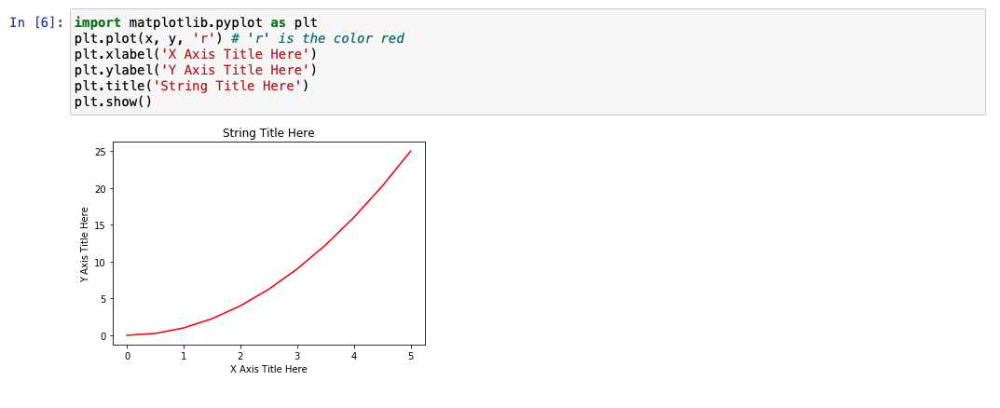 In [6]: import matplotlib.pyplot as plt
plt.plot(x, y, 'r') # 'r' is the color red
plt.xlabel('X Axis Title Here')
plt.ylabel('Y Axis Title Here')
plt.title('String Title Here')
plt.show()
String Title Here
25
20
15
10
5
0
Y Axis Title Here
0 1 2 3 4 5
X Axis Title Here